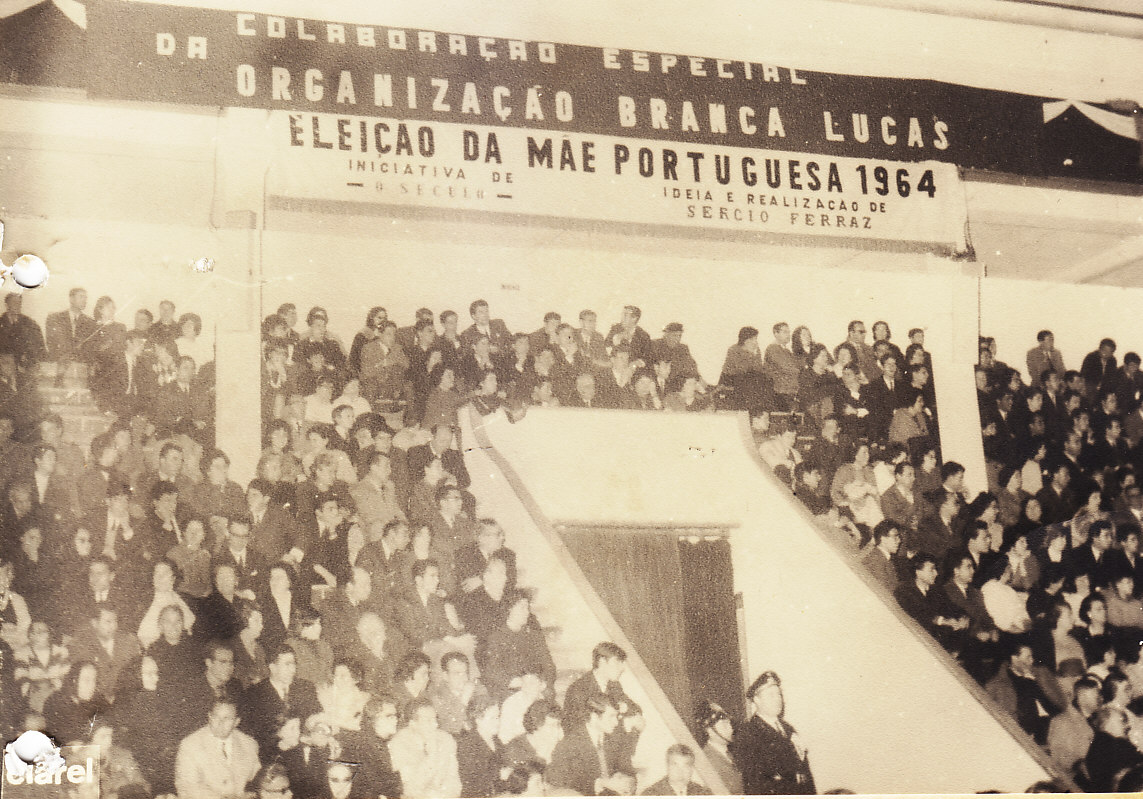 COLABORAÇÃO ESPECIAL
DA ORGANIZAÇÃO BRANCA LUCAS
ELEIÇÃO DA MÃE PORTUGUESA 1964
INICIATIVA DE
- O SECULO -
IDEIA E REALIZAÇÃO DE
SERGIO FERRAZ
clarel